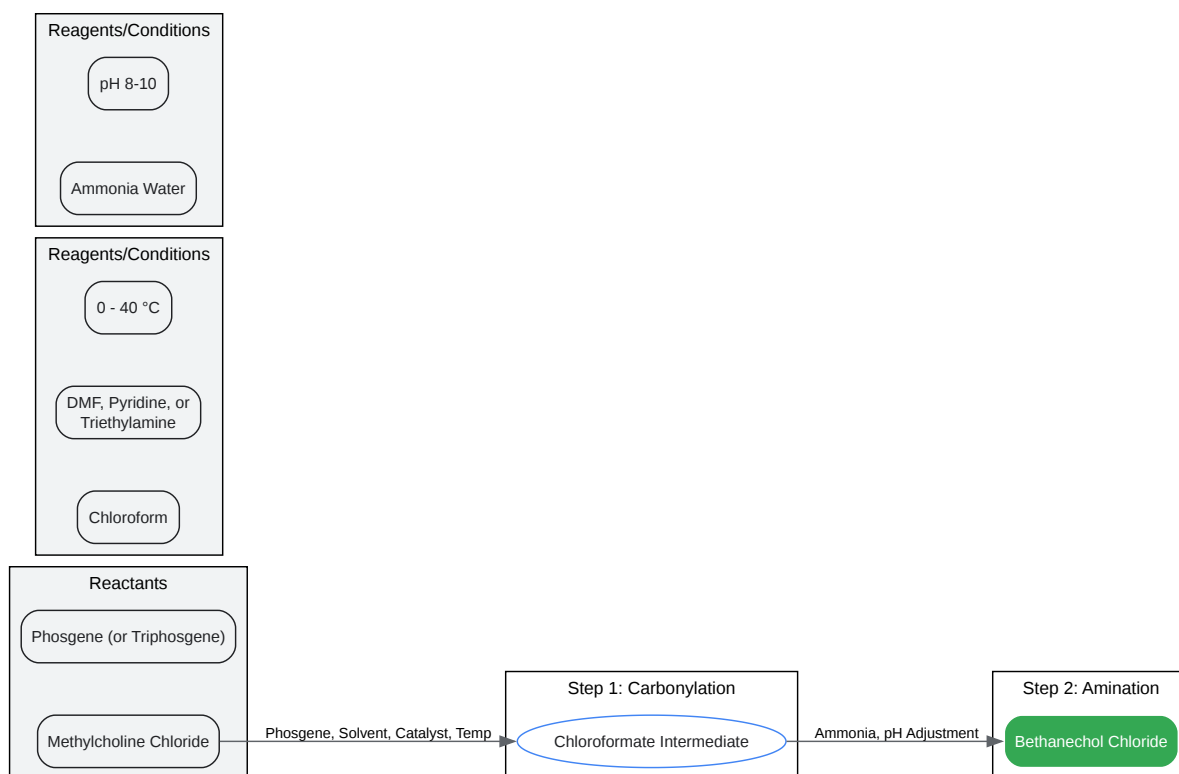 Reagents/Conditions
pH 8-10
Ammonia Water
Reagents/Conditions
0 - 40 °C
DMF, Pyridine, or
Triethylamine
Chloroform
Reactants
Phosgene (or Triphosgene)
Methylcholine Chloride
Phosgene, Solvent, Catalyst, Temp
Step 1: Carbonylation
Chloroformate Intermediate
Ammonia, pH Adjustment
Step 2: Amination
Bethanechol Chloride